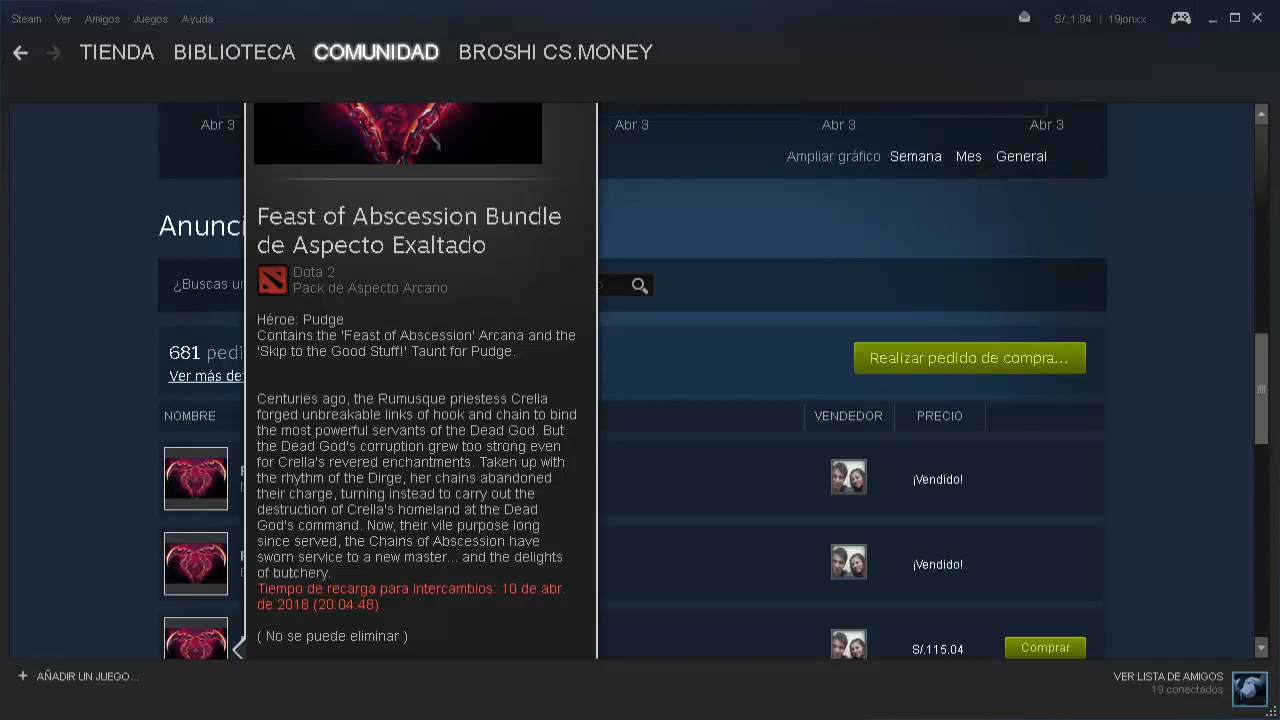 Steam Ver Amigos Juegos Ayuda
S/. 1.84 | 19jonxx
TIENDA BIBLIOTECA COMUNIDAD BROSHI CS.MONEY
Abr 3 Abr 3 Abr 3 Abr 3
Ampliar gráfico Semana Mes General
Feast of Abscession Bundle
de Aspecto Exaltado
Anunci
Dota 2
Pack de Aspecto Arcano
¿Buscas un
Héroe: Pudge
Contains the 'Feast of Abscession' Arcana and the
'Skip to the Good Stuff!' Taunt for Pudge.
681 pedi
Ver más det
Realizar pedido de compra...
Centuries ago, the Rumusque priestess Crella
forged unbreakable links of hook and chain to bind
the most powerful servants of the Dead God. But
the Dead God's corruption grew too strong even
for Crella's revered enchantments. Taken up with
the rhythm of the Dirge, her chains abandoned
their charge, turning instead to carry out the
destruction of Crella's homeland at the Dead
God's command. Now, their vile purpose long
since served, the Chains of Abscession have
sworn service to a new master... and the delights
of butchery.
Tiempo de recarga para intercambios: 10 de abr.
de 2018 (20:04:48).
( No se puede eliminar )
NOMBRE VENDEDOR PRECIO
¡Vendido!
¡Vendido!
S/.115.04 Comprar
+ AÑADIR UN JUEGO...
VER LISTA DE AMIGOS
19 conectados